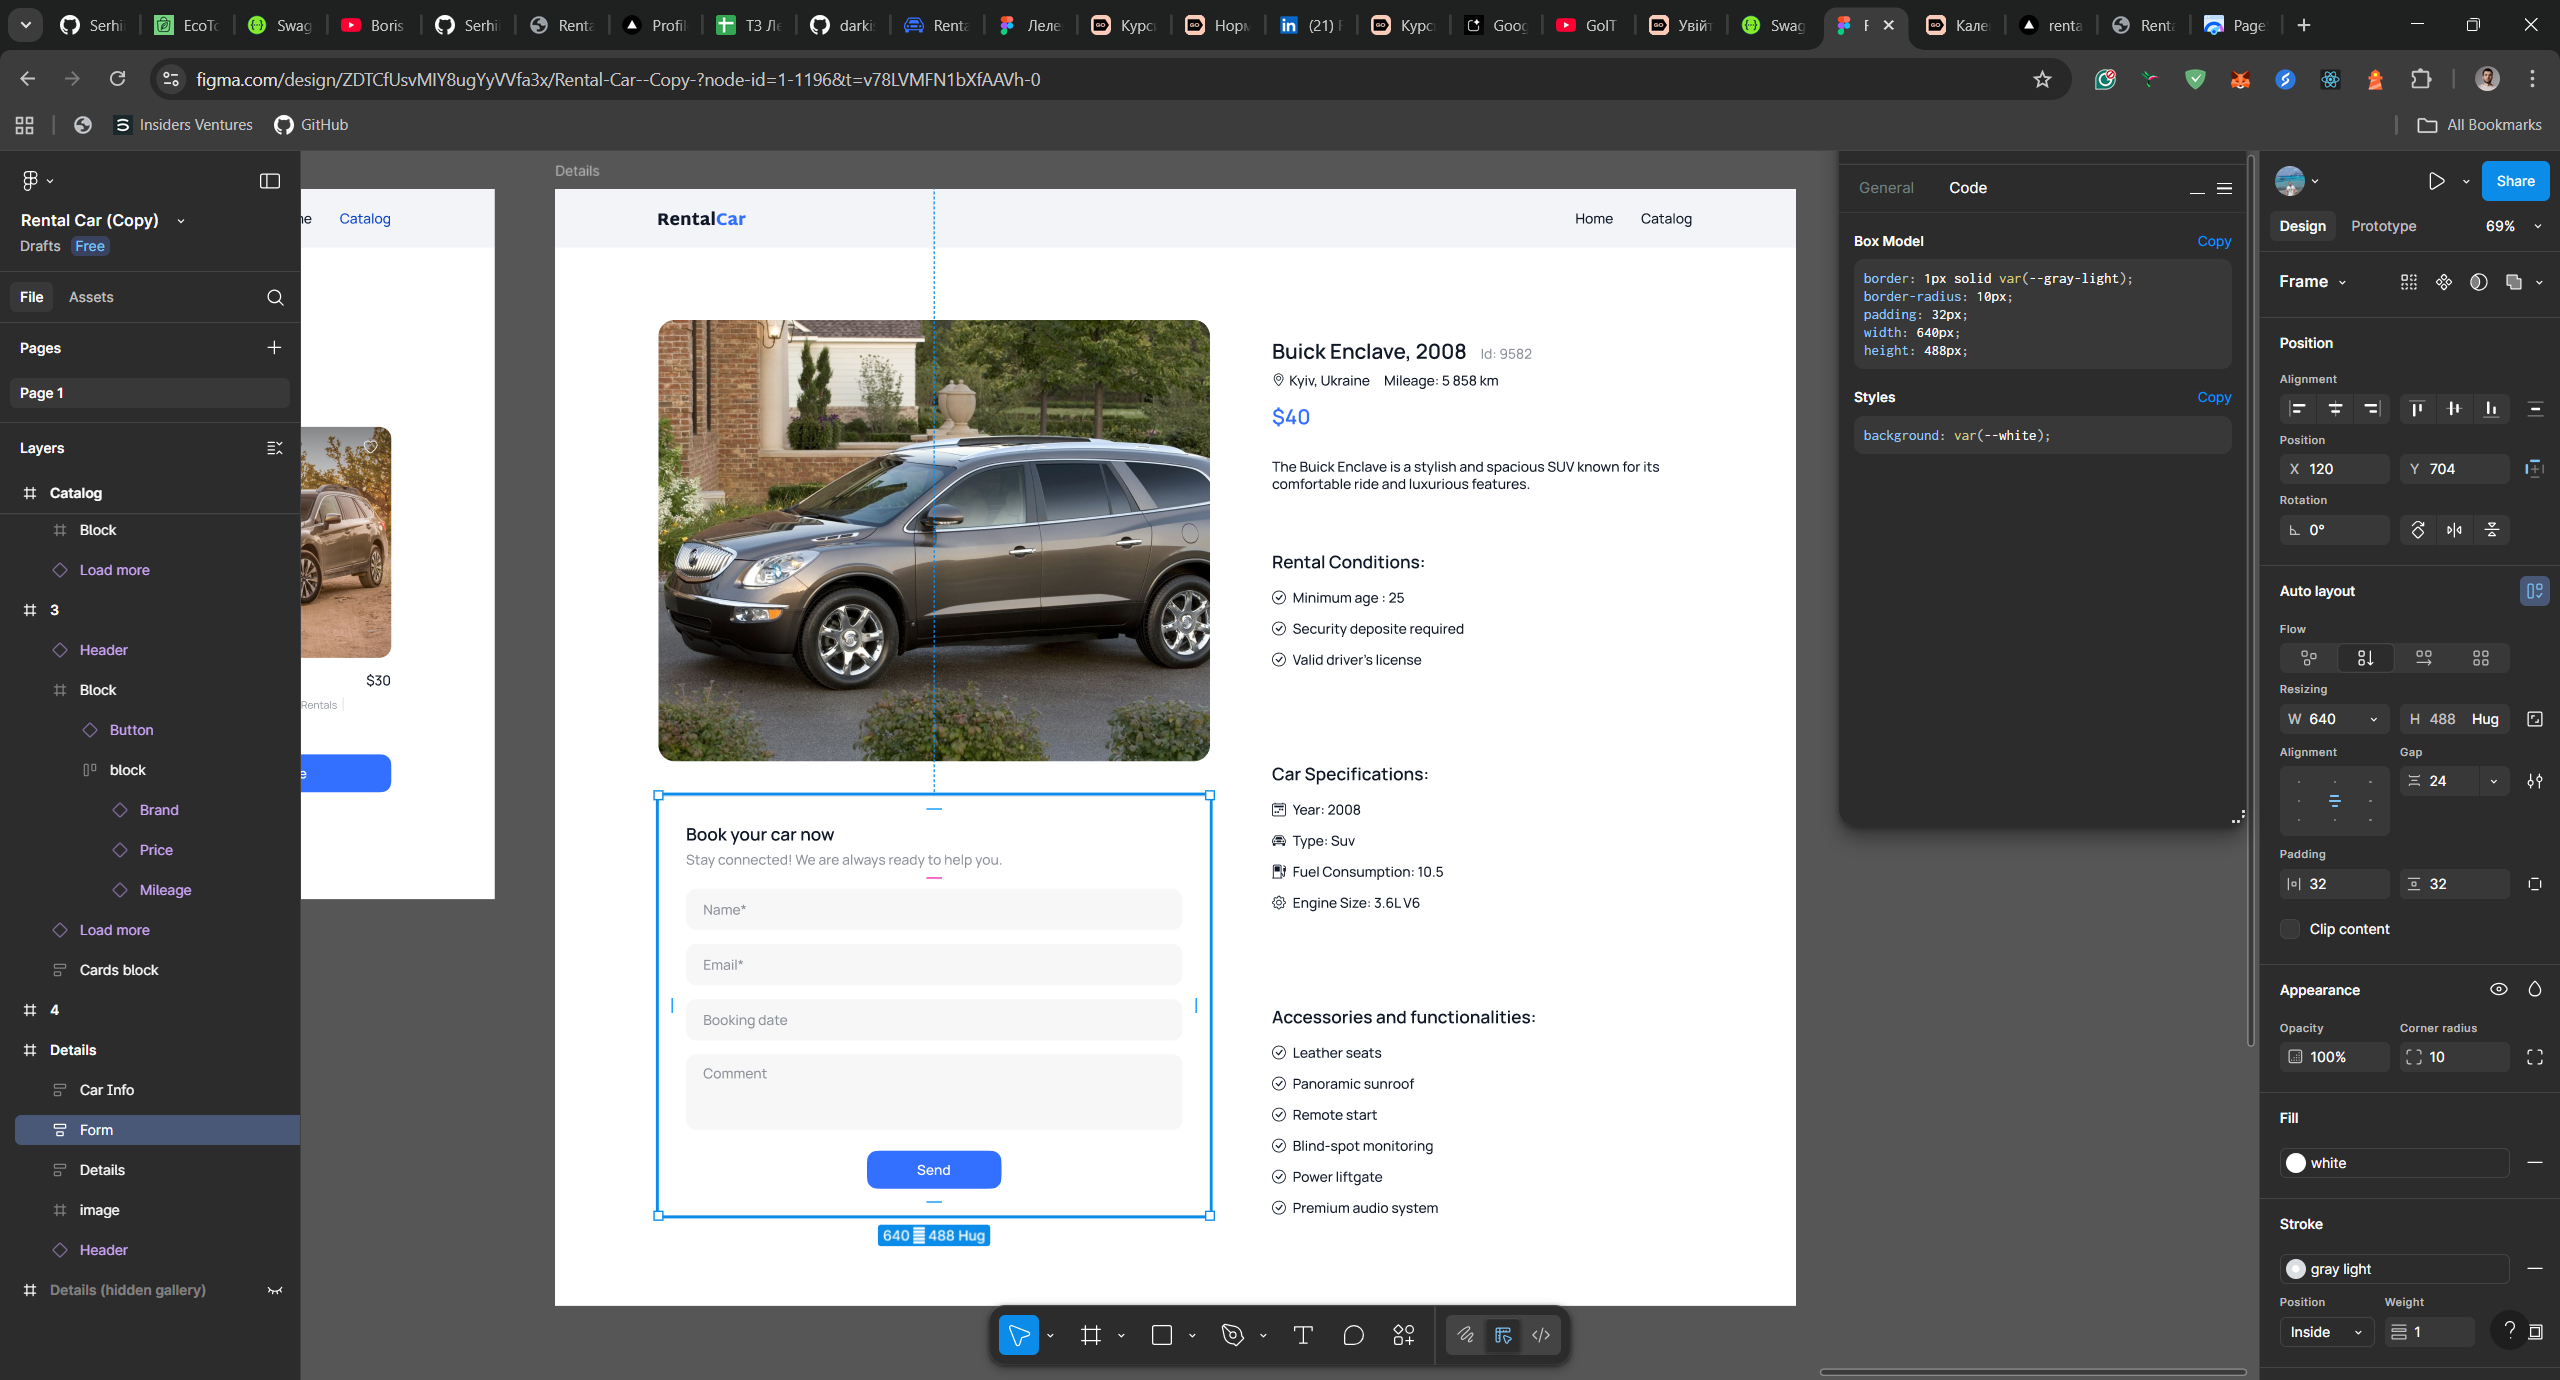 Serhii
EcoTo
Swag
Boris
Serhii
Renta
Profil
ТЗ Ле
darkis
Renta
Леле
Курс
Норм
(21) F
Курс
Goog
GoIT
Увійт
Swag
F
Кале
renta
Renta
Page
figma.com/design/ZDTCfUsvMlY8ugYyVVfa3x/Rental-Car--Copy-?node-id=1-1196&t=v78LVMFN1bXfAAVh-0
Insiders Ventures
GitHub
All Bookmarks
Rental Car (Copy)
Drafts Free
File Assets
Pages
Page 1
Layers
Catalog
Block
Load more
3
Header
Block
Button
block
Brand
Price
Mileage
Load more
Cards block
4
Details
Car Info
Form
Details
image
Header
Details (hidden gallery)
me Catalog
$30
Rentals
e
Details
RentalCar
Home Catalog
Buick Enclave, 2008 Id: 9582
Kyiv, Ukraine Mileage: 5 858 km
$40
The Buick Enclave is a stylish and spacious SUV known for its
comfortable ride and luxurious features.
Rental Conditions:
Minimum age : 25
Security deposite required
Valid driver's license
Car Specifications:
Year: 2008
Type: Suv
Fuel Consumption: 10.5
Engine Size: 3.6L V6
Accessories and functionalities:
Leather seats
Panoramic sunroof
Remote start
Blind-spot monitoring
Power liftgate
Premium audio system
Book your car now
Stay connected! We are always ready to help you.
Name*
Email*
Booking date
Comment
Send
640 488 Hug
General Code
Box Model Copy
border: 1px solid var(--gray-light);
border-radius: 10px;
padding: 32px;
width: 640px;
height: 488px;
Styles Copy
background: var(--white);
Share
Design Prototype 69%
Frame
Position
Alignment
Position
X 120 Y 704
Rotation
0°
Auto layout
Flow
Resizing
W 640 H 488 Hug
Alignment Gap
24
Padding
32 32
Clip content
Appearance
Opacity Corner radius
100% 10
Fill
white
Stroke
gray light
Position Weight
Inside 1
?